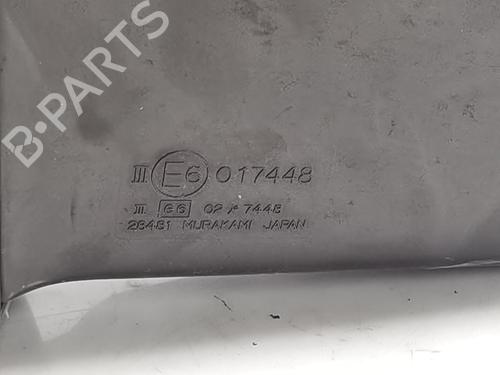 B-PARTS
III E6 017448
III e6 02*7448
28481 MURAKAMI JAPAN